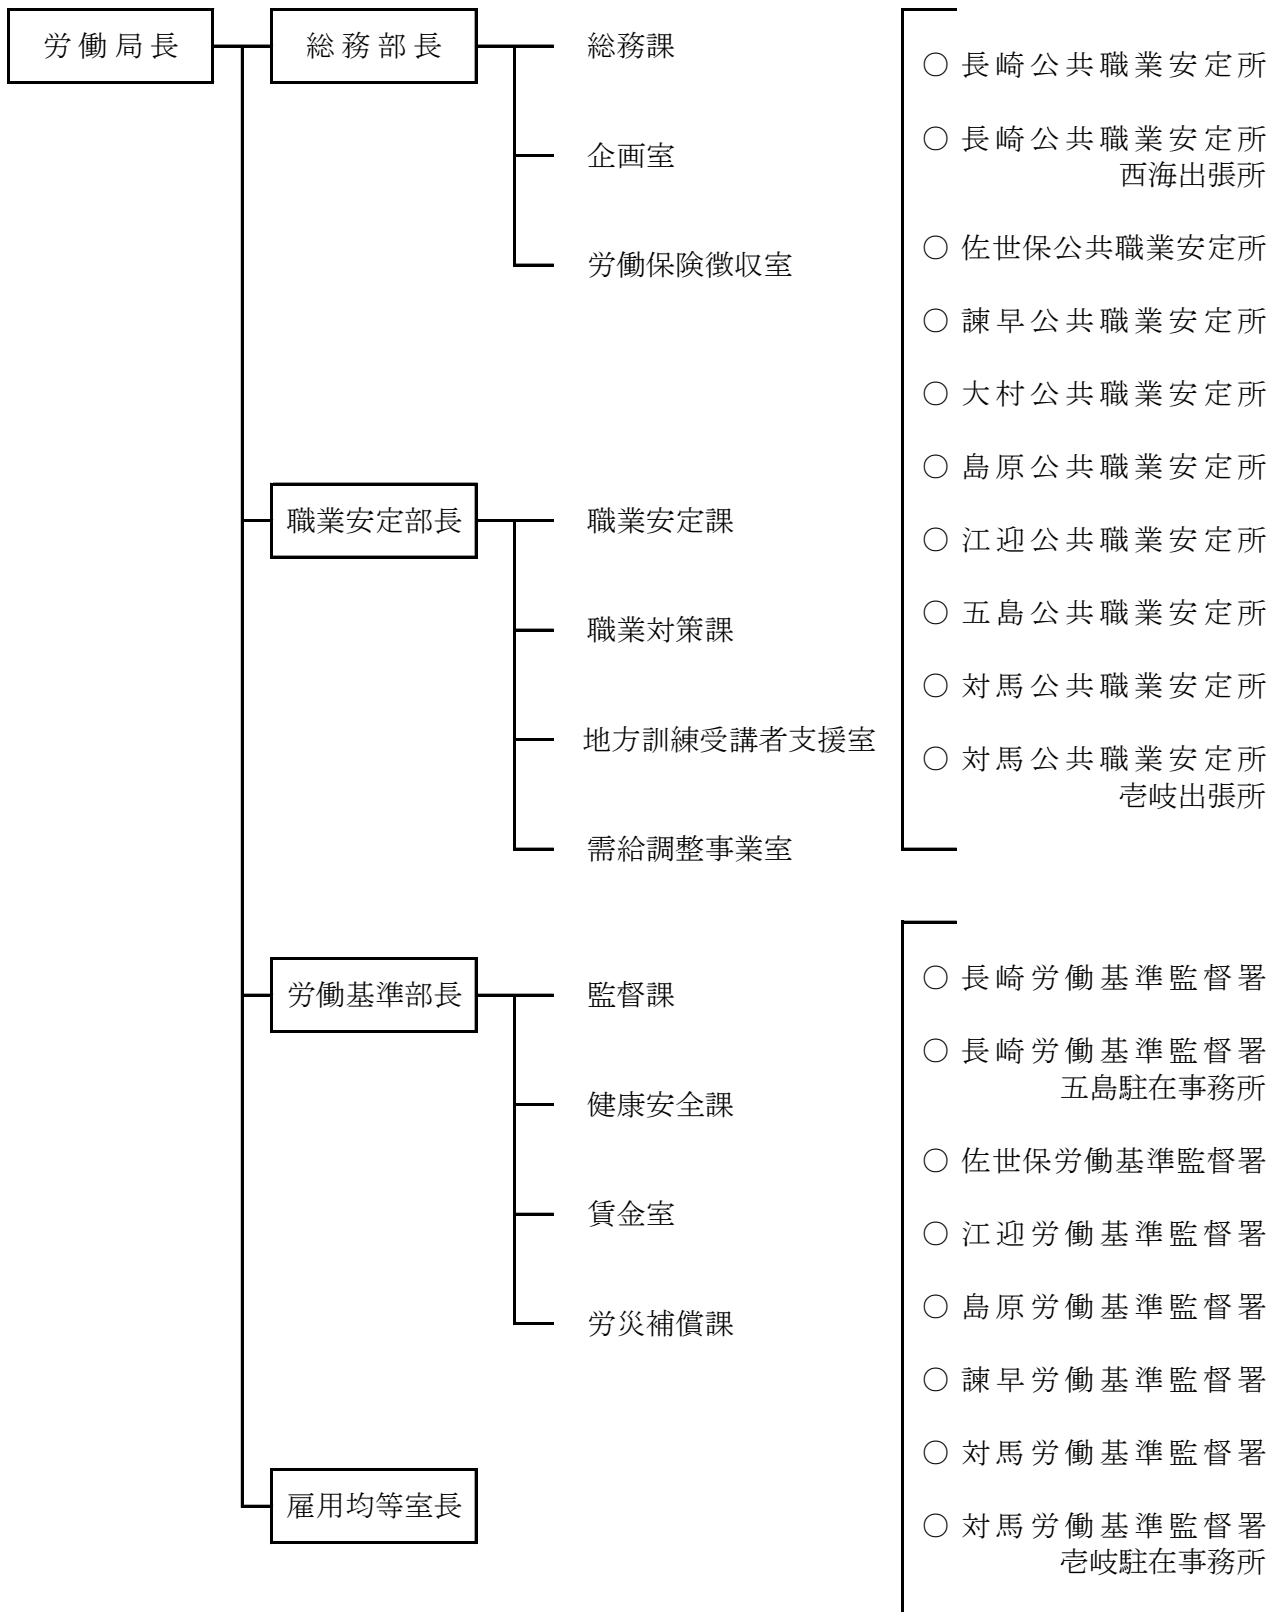 労働局長
総務部長
総務課
企画室
労働保険徴収室
職業安定部長
職業安定課
職業対策課
地方訓練受講者支援室
需給調整事業室
労働基準部長
監督課
健康安全課
賃金室
労災補償課
雇用均等室長
○ 長崎公共職業安定所
○ 長崎公共職業安定所
西海出張所
○ 佐世保公共職業安定所
○ 諫早公共職業安定所
○ 大村公共職業安定所
○ 島原公共職業安定所
○ 江迎公共職業安定所
○ 五島公共職業安定所
○ 対馬公共職業安定所
○ 対馬公共職業安定所
壱岐出張所
○ 長崎労働基準監督署
○ 長崎労働基準監督署
五島駐在事務所
○ 佐世保労働基準監督署
○ 江迎労働基準監督署
○ 島原労働基準監督署
○ 諫早労働基準監督署
○ 対馬労働基準監督署
○ 対馬労働基準監督署
壱岐駐在事務所